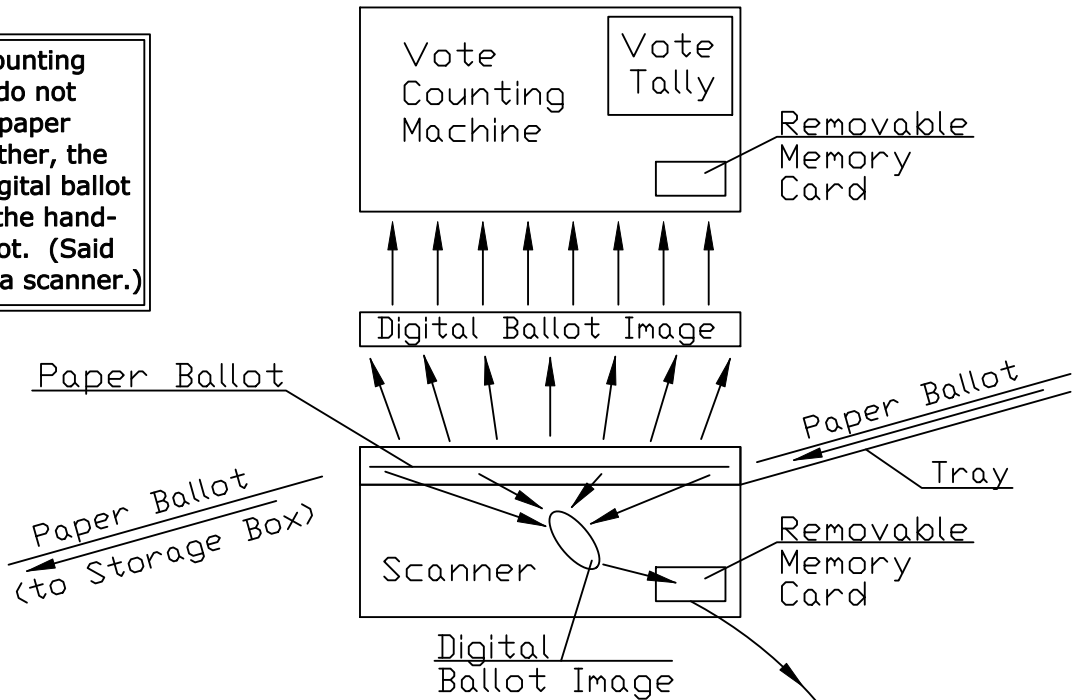 ounting
do not
paper
ther, the
gital ballot
the hand-
ot. (Said
a scanner.)
Vote
Counting
Machine
Vote
Tally
Removable
Memory
Card
Digital Ballot Image
Paper Ballot
Paper Ballot
Tray
Paper Ballot
(to Storage Box)
Scanner
Removable
Memory
Card
Digital
Ballot Image